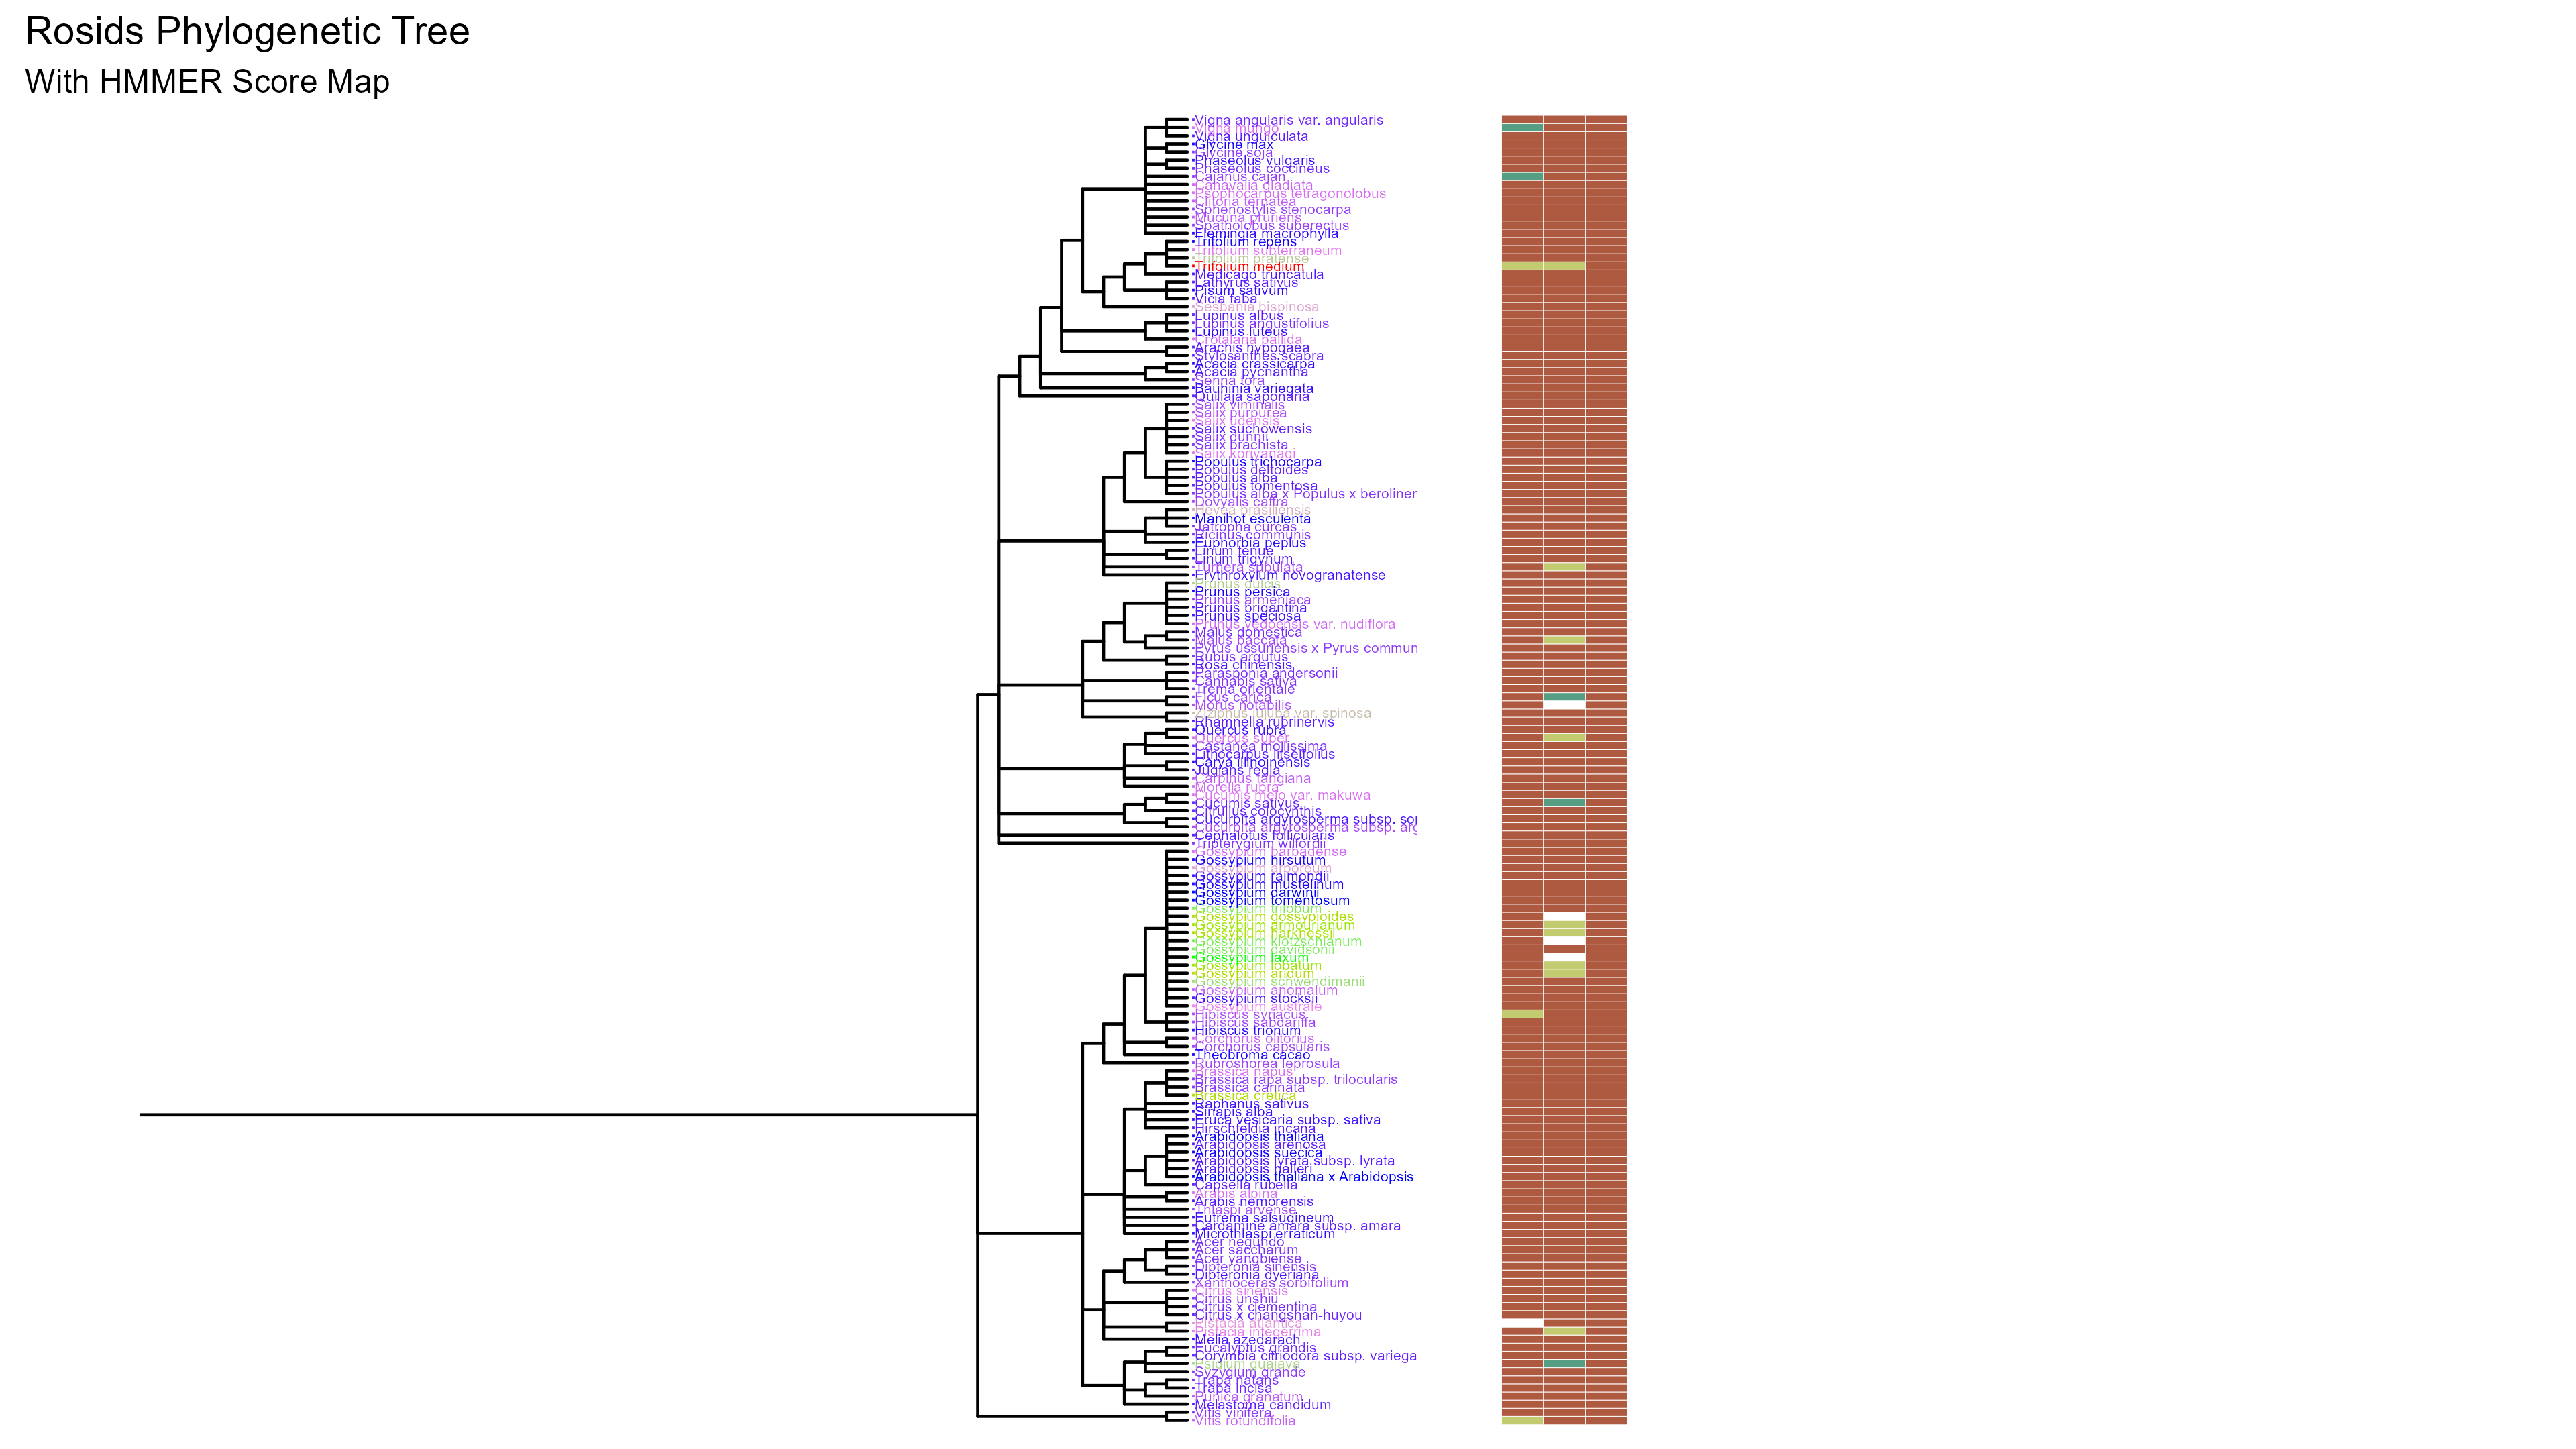 Rosids Phylogenetic Tree
With HMMER Score Map
Vigna angularis var. angularis
Vigna mungo
Vigna unguiculata
Glycine max
Glycine soja
Phaseolus vulgaris
Phaseolus coccineus
Cajanus cajan
Canavalia gladiata
Psophocarpus tetragonolobus
Clitoria ternatea
Sphenostylis stenocarpa
Mucuna pruriens
Spatholobus suberectus
Flemingia macrophylla
Trifolium repens
Trifolium subterraneum
Trifolium pratense
Trifolium medium
Medicago truncatula
Lathyrus sativus
Pisum sativum
Vicia faba
Sesbania bispinosa
Lupinus albus
Lupinus angustifolius
Lupinus luteus
Crotalaria pallida
Arachis hypogaea
Stylosanthes scabra
Acacia crassicarpa
Acacia pycnantha
Senna tora
Bauhinia variegata
Quillaja saponaria
Salix viminalis
Salix purpurea
Salix udensis
Salix suchowensis
Salix dunnii
Salix brachista
Salix koriyanagi
Populus trichocarpa
Populus deltoides
Populus alba
Populus tomentosa
Populus alba x Populus x beroliner
Dovyalis caffra
Hevea brasiliensis
Manihot esculenta
Jatropha curcas
Ricinus communis
Euphorbia peplus
Linum tenue
Linum trigynum
Turnera subulata
Erythroxylum novogranatense
Prunus dulcis
Prunus persica
Prunus armeniaca
Prunus brigantina
Prunus speciosa
Prunus yedoensis var. nudiflora
Malus domestica
Malus baccata
Pyrus ussuriensis x Pyrus commun
Rubus argutus
Rosa chinensis
Parasponia andersonii
Cannabis sativa
Trema orientale
Ficus carica
Morus notabilis
Ziziphus jujuba var. spinosa
Rhamnella rubrinervis
Quercus rubra
Quercus suber
Castanea mollissima
Lithocarpus litseifolius
Carya illinoinensis
Juglans regia
Carpinus fangiana
Morella rubra
Cucumis melo var. makuwa
Cucumis sativus
Citrullus colocynthis
Cucurbita argyrosperma subsp. sor
Cucurbita argyrosperma subsp. arg
Cephalotus follicularis
Tripterygium wilfordii
Gossypium barbadense
Gossypium hirsutum
Gossypium arboreum
Gossypium raimondii
Gossypium mustelinum
Gossypium darwinii
Gossypium tomentosum
Gossypium trilobum
Gossypium gossypioides
Gossypium armourianum
Gossypium harknessii
Gossypium klotzschianum
Gossypium davidsonii
Gossypium laxum
Gossypium lobatum
Gossypium aridum
Gossypium schwendimanii
Gossypium anomalum
Gossypium stocksii
Gossypium australe
Hibiscus syriacus
Hibiscus sabdariffa
Hibiscus trionum
Corchorus olitorius
Corchorus capsularis
Theobroma cacao
Rubroshorea leprosula
Brassica napus
Brassica rapa subsp. trilocularis
Brassica carinata
Brassica cretica
Raphanus sativus
Sinapis alba
Eruca vesicaria subsp. sativa
Hirschfeldia incana
Arabidopsis thaliana
Arabidopsis arenosa
Arabidopsis suecica
Arabidopsis lyrata subsp. lyrata
Arabidopsis halleri
Arabidopsis thaliana x Arabidopsis
Capsella rubella
Arabis alpina
Arabis nemorensis
Thlaspi arvense
Eutrema salsugineum
Cardamine amara subsp. amara
Microthlaspi erraticum
Acer negundo
Acer saccharum
Acer yangbiense
Dipteronia sinensis
Dipteronia dyeriana
Xanthoceras sorbifolium
Citrus sinensis
Citrus unshiu
Citrus x clementina
Citrus x changshan-huyou
Pistacia atlantica
Pistacia integerrima
Melia azedarach
Eucalyptus grandis
Corymbia citriodora subsp. variega
Psidium guajava
Syzygium grande
Trapa natans
Trapa incisa
Punica granatum
Melastoma candidum
Vitis vinifera
Vitis rotundifolia